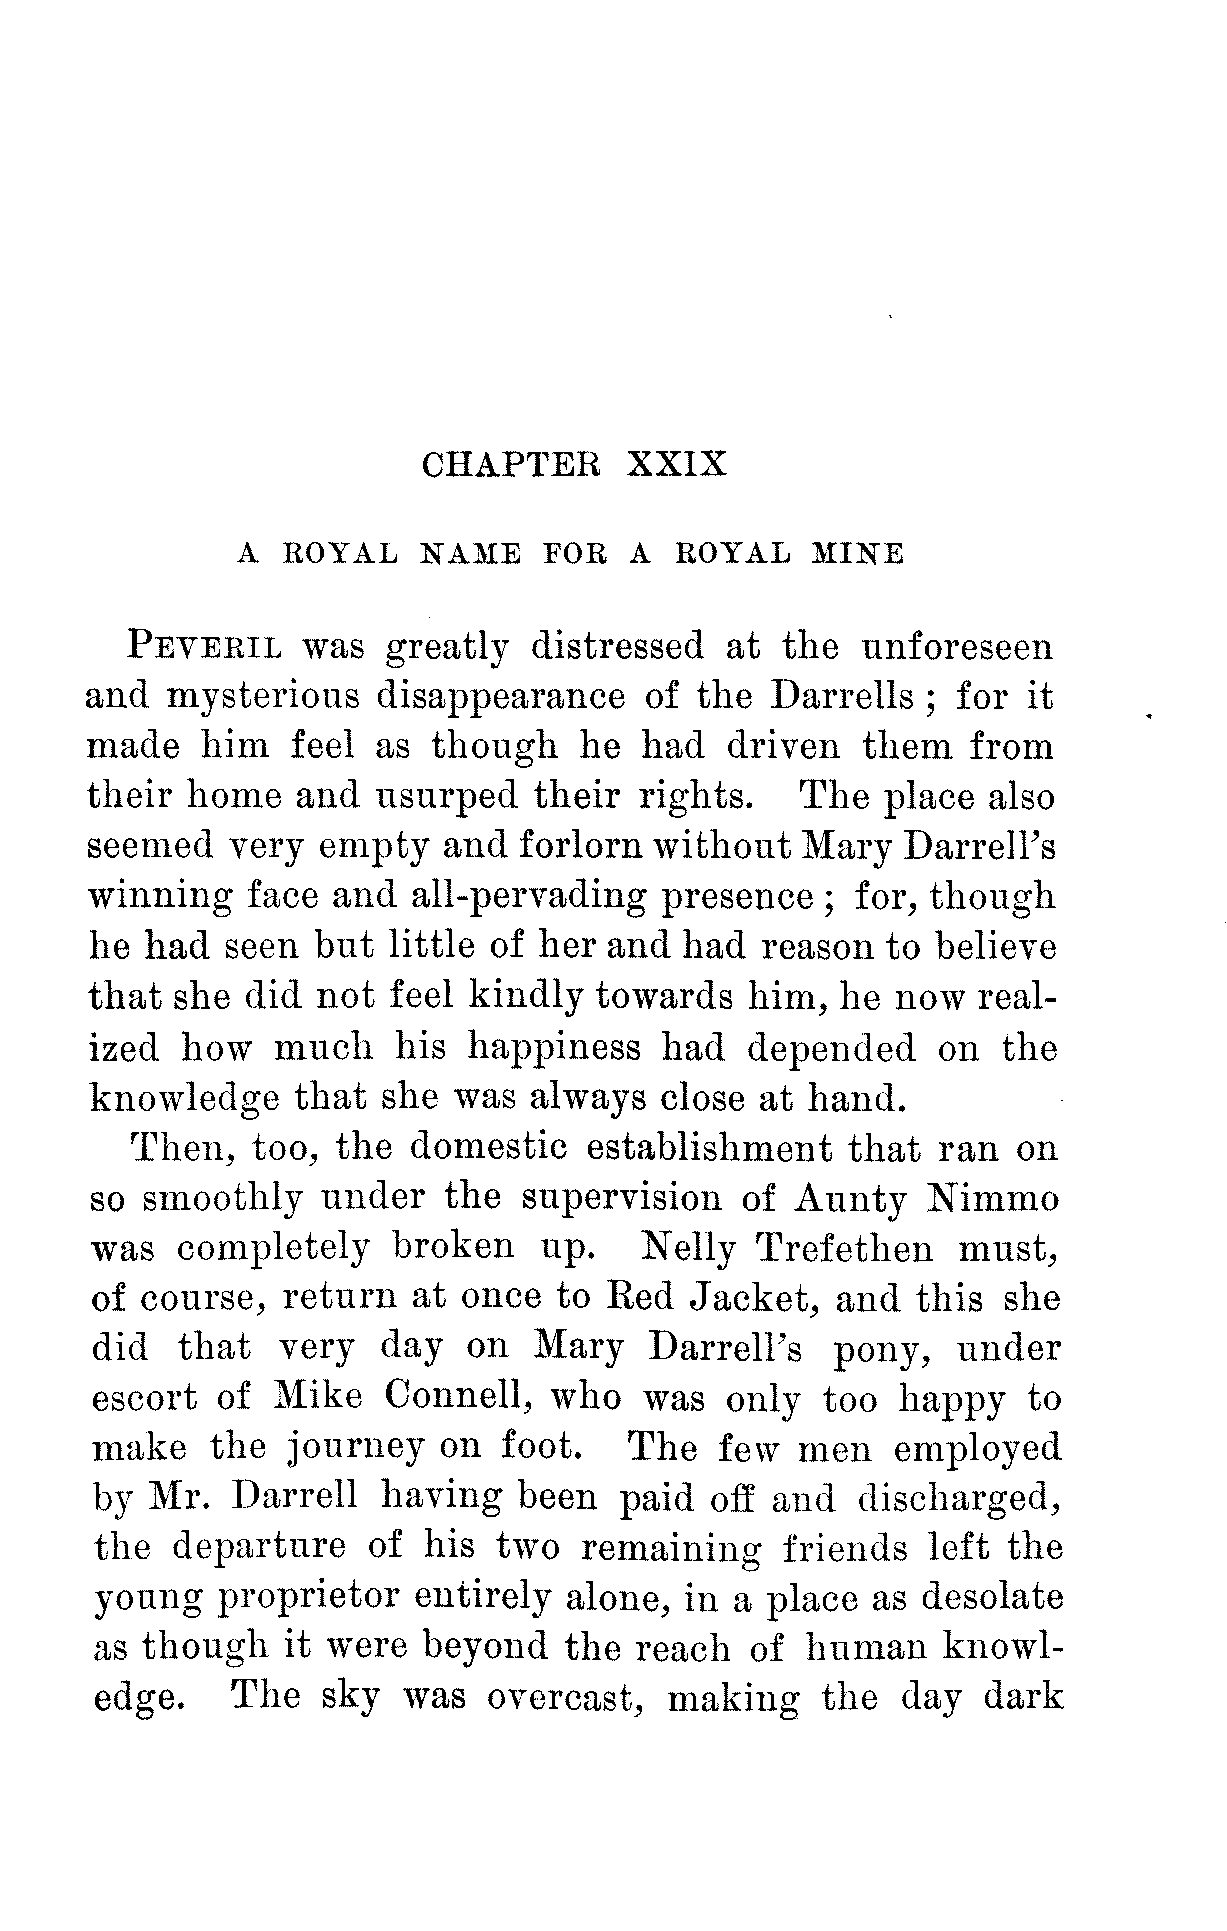 CHAPTER XXIX
A ROYAL NAME FOR A ROYAL MINE
PEVERIL was greatly distressed at the unforeseen
and mysterious disappearance of the Darrells ; for it
made him feel as though he had driven them from
their home and usurped their rights. The place also
seemed very empty and forlorn without Mary Darrell's
winning face and all-pervading presence ; for, though
he had seen but little of her and had reason to believe
that she did not feel kindly towards him, he now real-
ized how much his happiness had depended on the
knowledge that she was always close at hand.
Then, too, the domestic establishment that ran on
so smoothly under the supervision of Aunty Nimmo
was completely broken up. Nelly Trefethen must,
of course, return at once to Red Jacket, and this she
did that very day on Mary Darrell's pony, under
escort of Mike Connell, who was only too happy to
make the journey on foot. The few men employed
by Mr. Darrell having been paid off and discharged,
the departure of his two remaining friends left the
young proprietor entirely alone, in a place as desolate
as though it were beyond the reach of human knowl-
edge. The sky was overcast, making the day dark